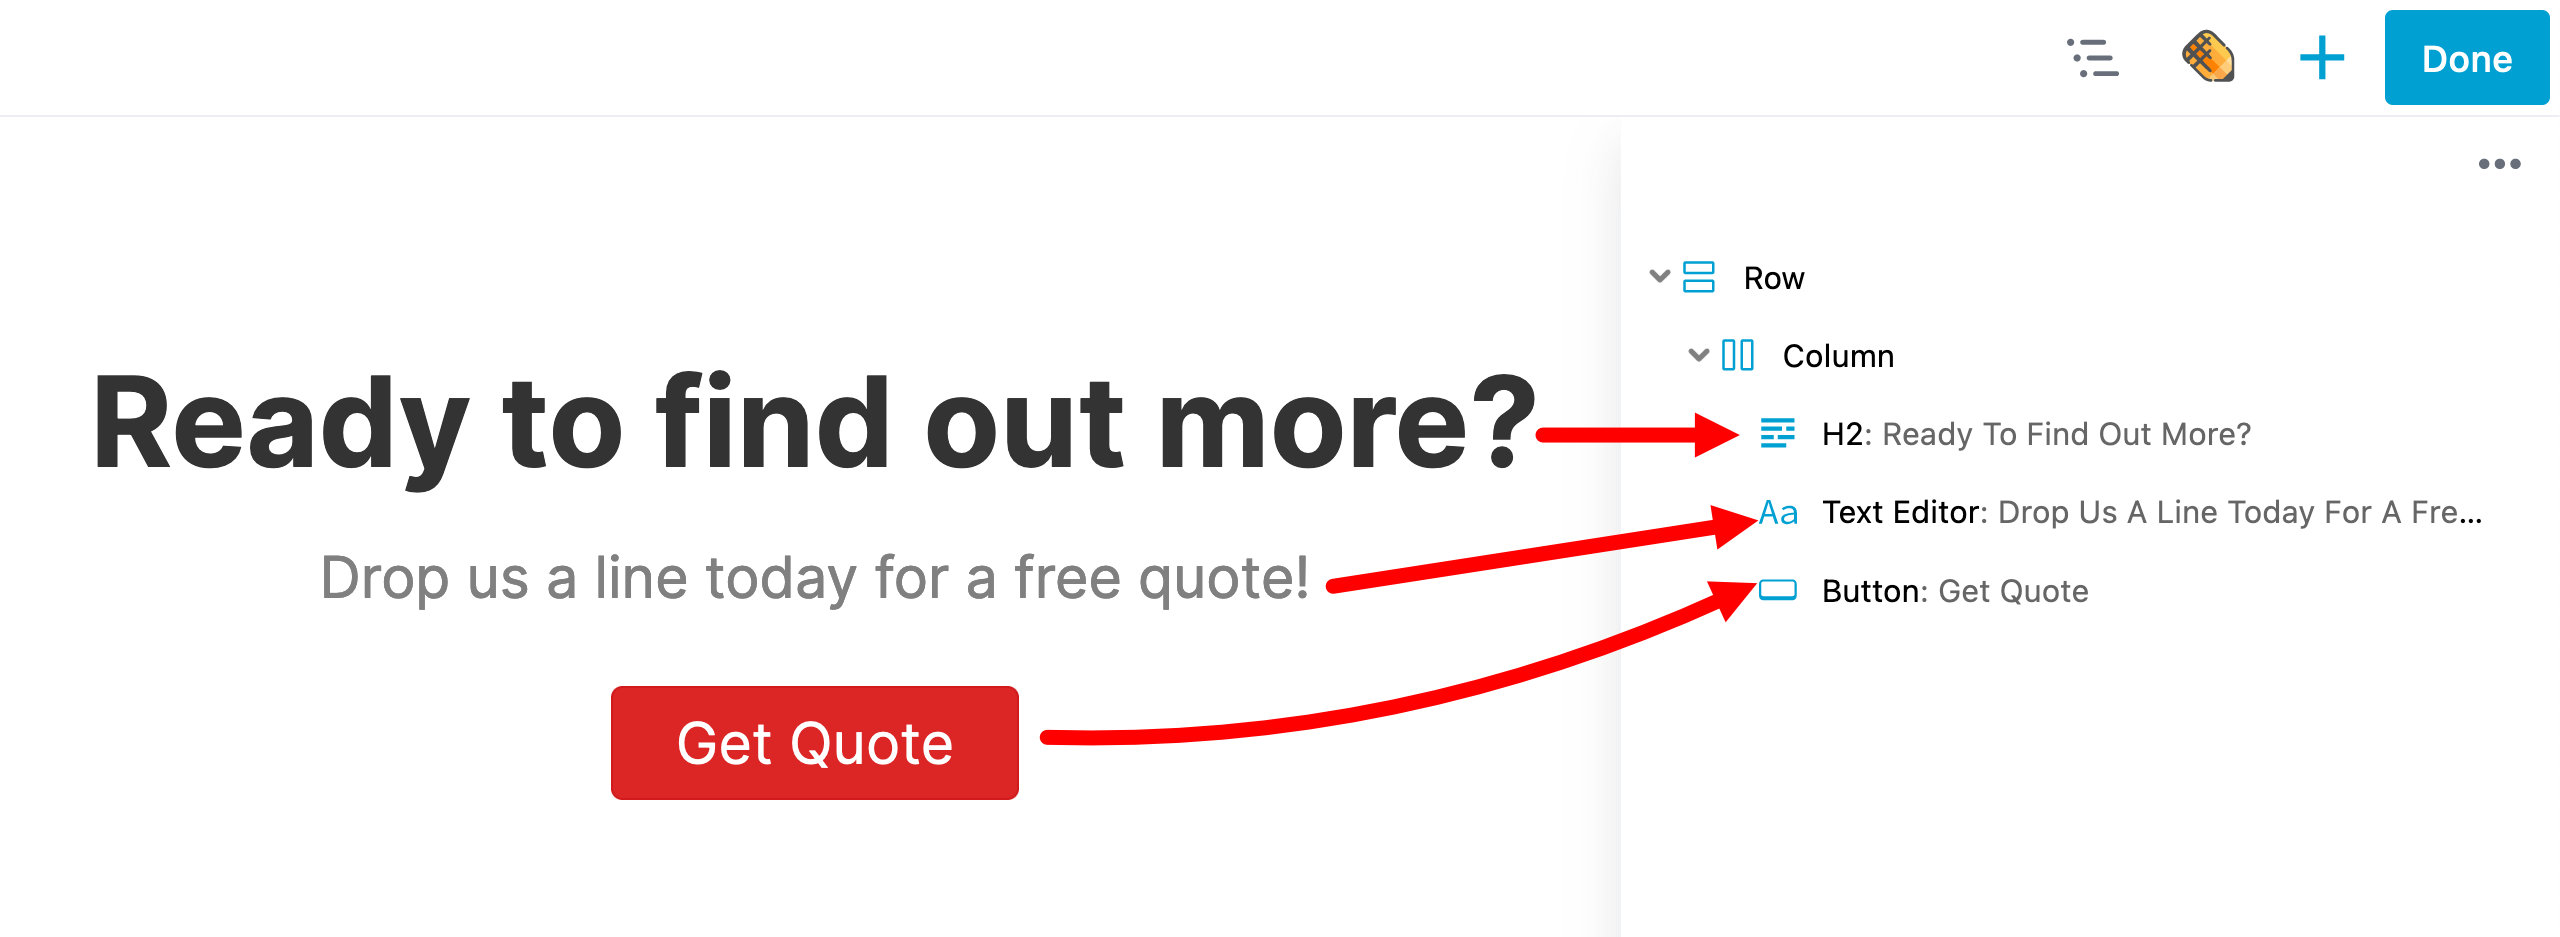 Done
Ready to find out more?
Drop us a line today for a free quote!
Get Quote
Row
Column
H2: Ready To Find Out More?
Aa Text Editor: Drop Us A Line Today For A Fre...
Button: Get Quote